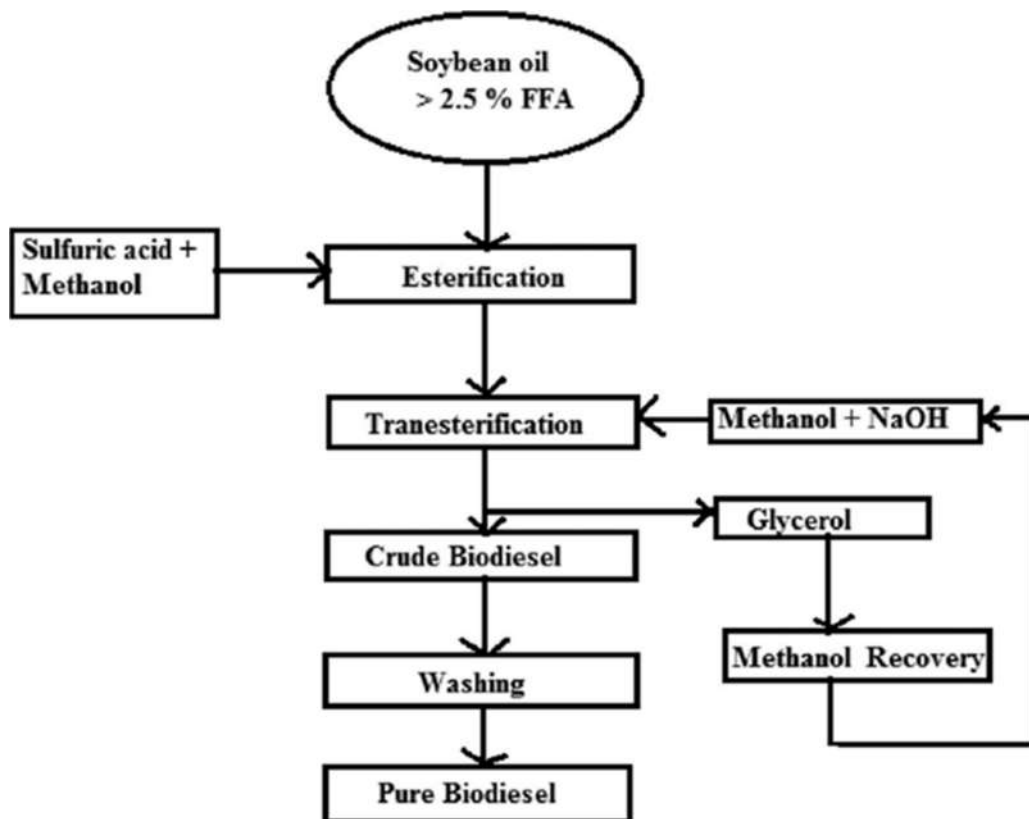 Soybean oil
> 2.5 % FFA
Sulfuric acid +
Methanol
Esterification
Tranesterification
Methanol + NaOH
Glycerol
Crude Biodiesel
Methanol Recovery
Washing
Pure Biodiesel